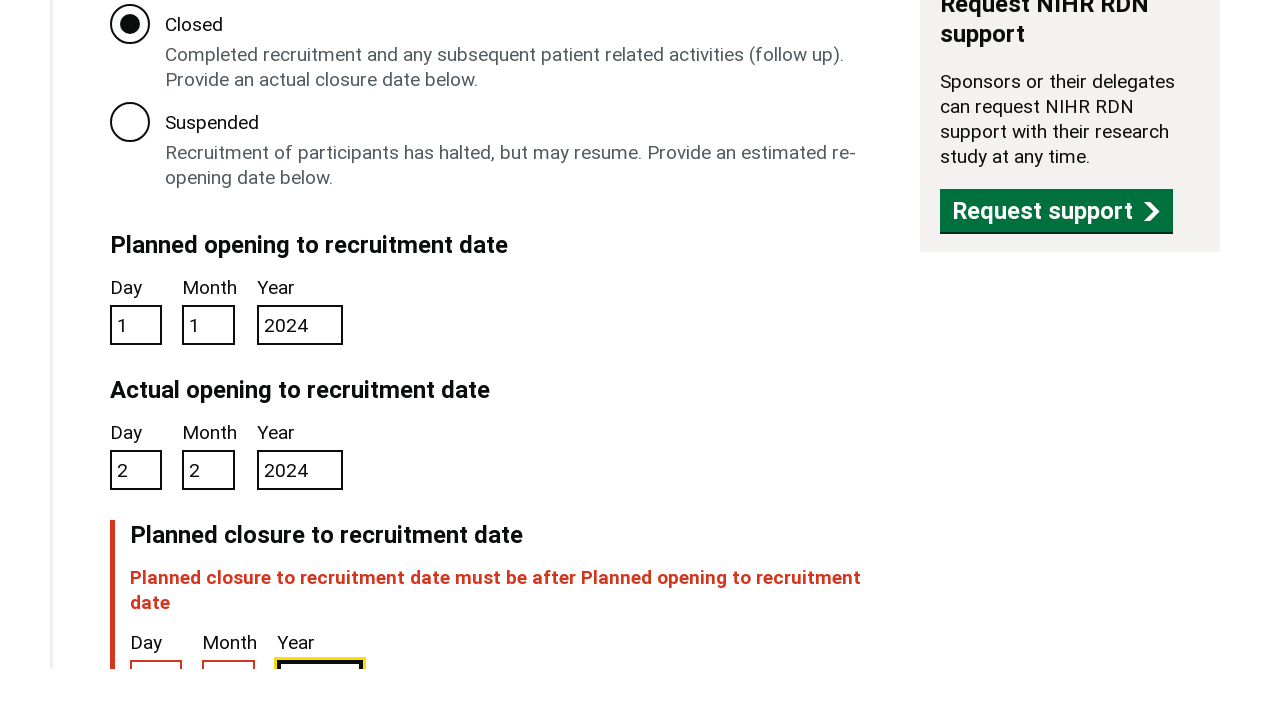 Closed
Completed recruitment and any subsequent patient related activities (follow up).
Provide an actual closure date below.
Suspended
Recruitment of participants has halted, but may resume. Provide an estimated re-
opening date below.
Planned opening to recruitment date
Day Month Year
1 1 2024
Actual opening to recruitment date
Day Month Year
2 2 2024
Planned closure to recruitment date
Planned closure to recruitment date must be after Planned opening to recruitment
date
Day Month Year
Request NIHR RDN
support
Sponsors or their delegates
can request NIHR RDN
support with their research
study at any time.
Request support